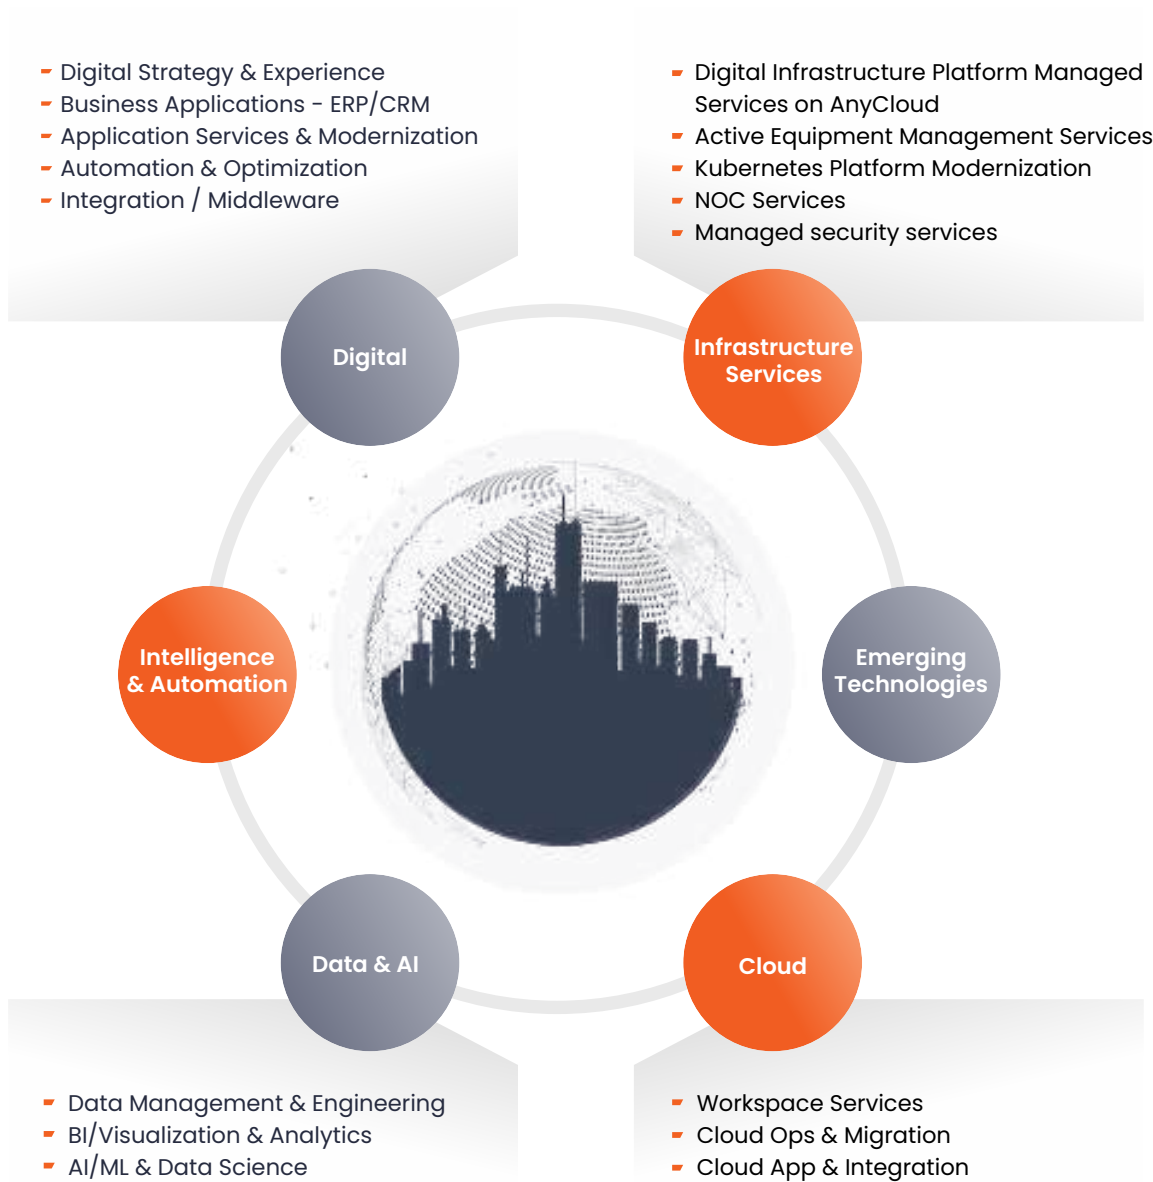 Digital Strategy & Experience
Business Applications - ERP/CRM
Application Services & Modernization
Automation & Optimization
Integration / Middleware
Digital Infrastructure Platform Managed
Services on AnyCloud
Active Equipment Management Services
Kubernetes Platform Modernization
NOC Services
Managed security services
Digital
Infrastructure
Services
Intelligence
& Automation
Emerging
Technologies
Data & AI
Cloud
Data Management & Engineering
BI/Visualization & Analytics
AI/ML & Data Science
Workspace Services
Cloud Ops & Migration
Cloud App & Integration